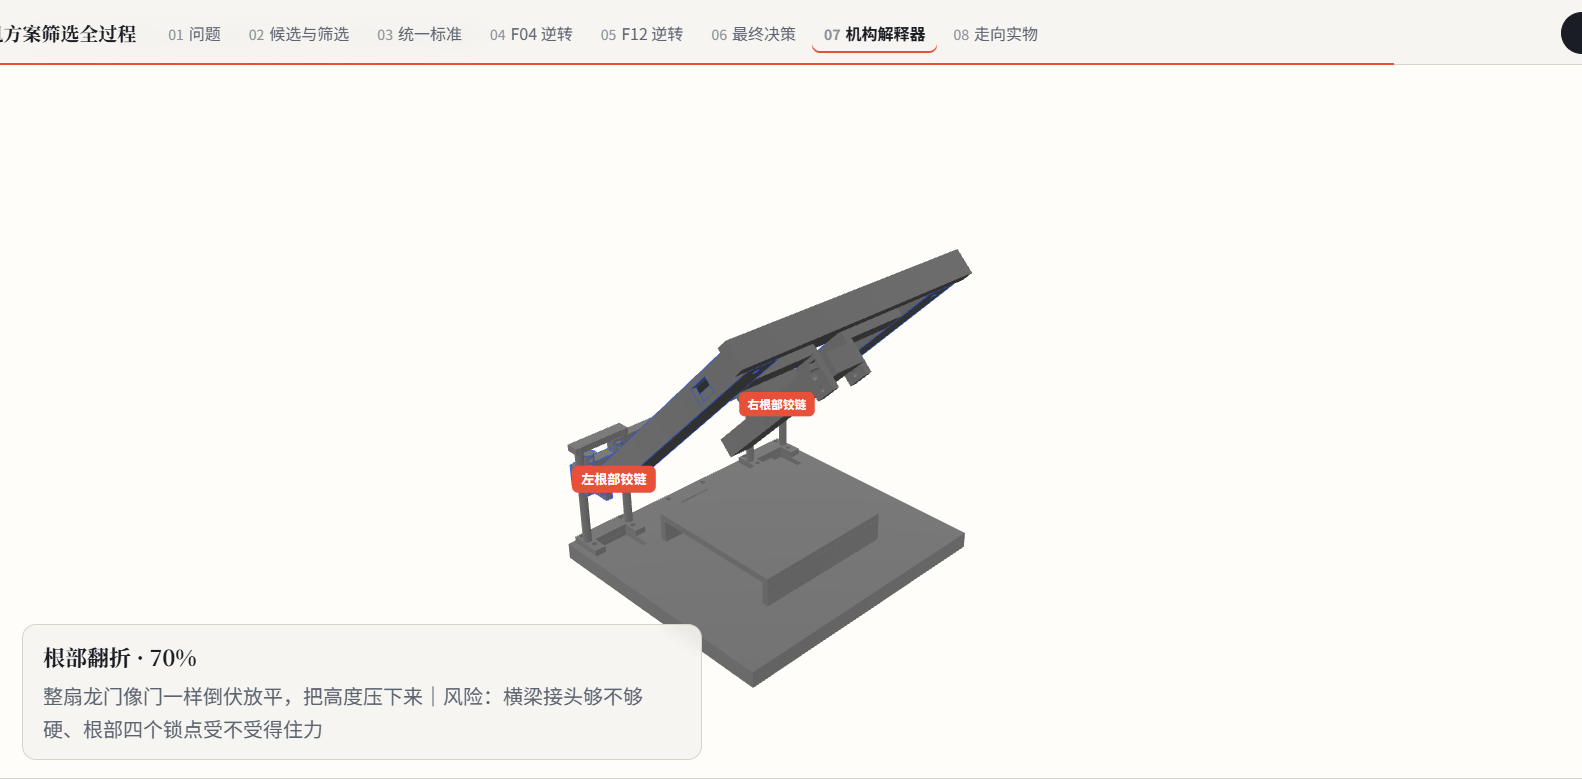 方案筛选全过程
01 问题
02 候选与筛选
03 统一标准
04 F04 逆转
05 F12 逆转
06 最终决策
07 机构解释器
08 走向实物
右根部铰链
左根部铰链
根部翻折 · 70%
整扇龙门像门一样倒伏放平，把高度压下来｜风险：横梁接头够不够
硬、根部四个锁点受不受得住力